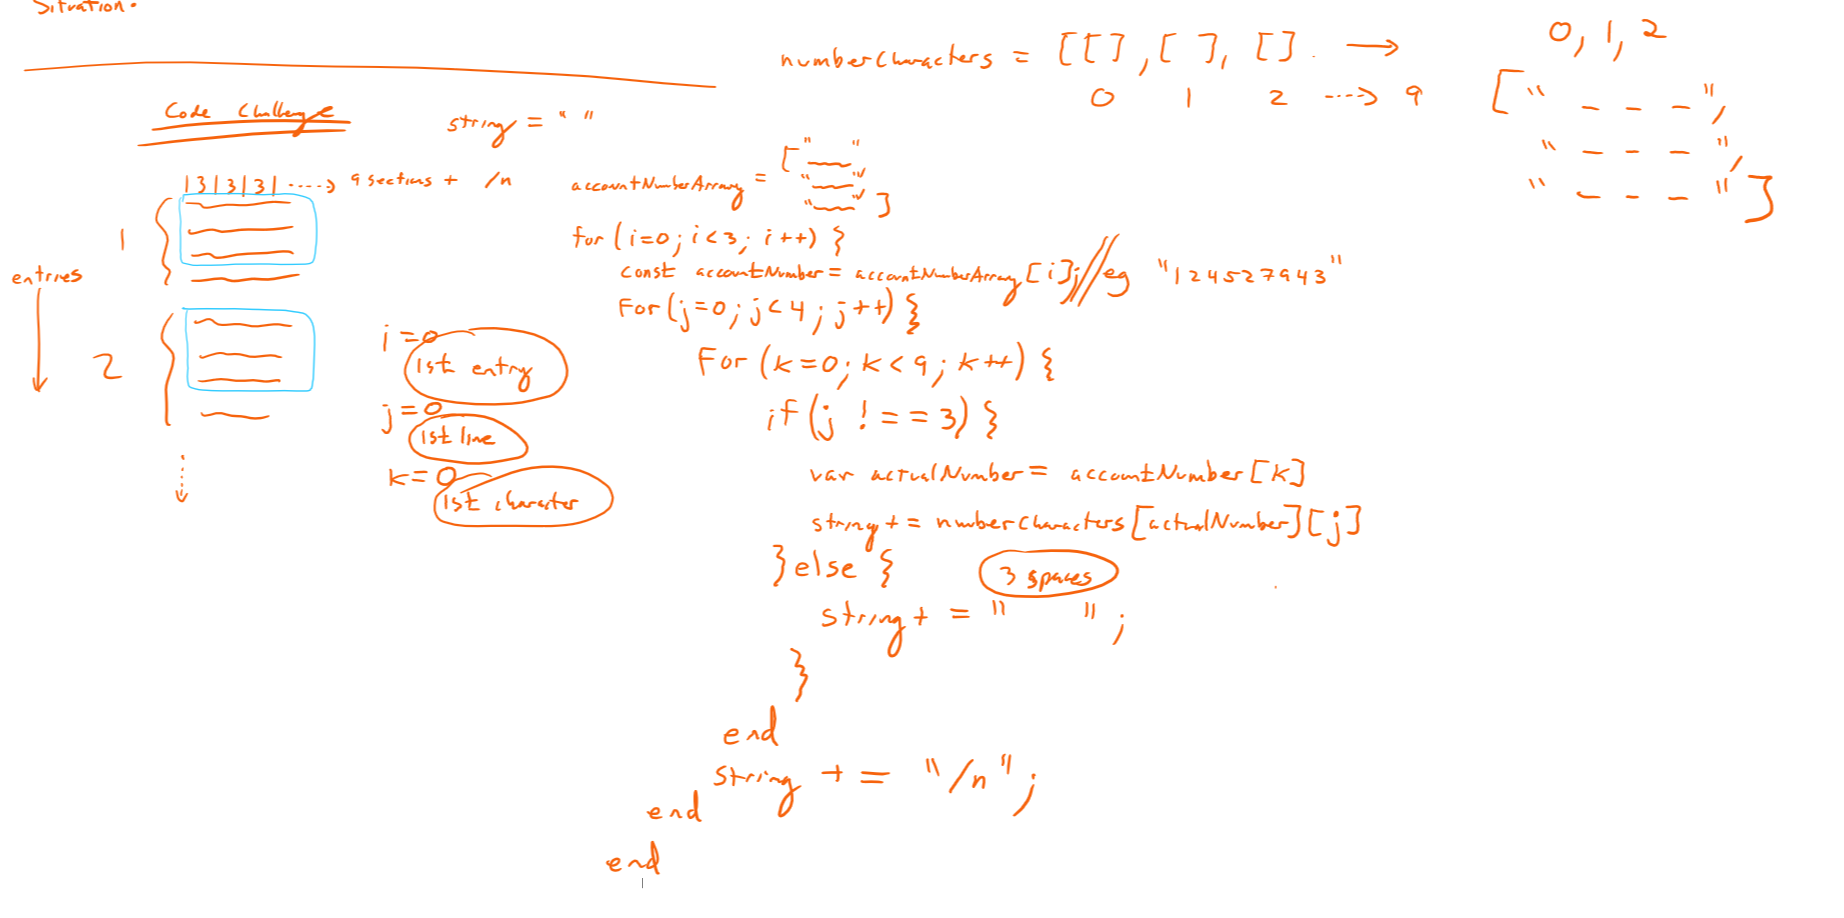 Situation:
Code Challenge
string = " "
|3|3|3| ----> 9 sections + /n
1
entries
2
i = 0
1st entry
j = 0
1st line
k = 0
1st character
numberCharacters = [[], [ ], [] . →
0 1 2 ----> 9
0, 1, 2
[" _ _ _ ",
" _ _ _ ",
" _ _ _ " ]
accountNumberArray = [ "___",
"___",
"___" ]
for (i=0; i<3; i++) {
const accountNumber = accountNumberArray[i]; // eg "124527943"
For (j=0; j<4; j++) {
For (k=0; k<9; k++) {
if (j !== 3) {
var actualNumber = accountNumber[k]
string += numberCharacters[actualNumber][j]
} else {
3 spaces
string += "   ";
}
end
string += "/n";
end
end